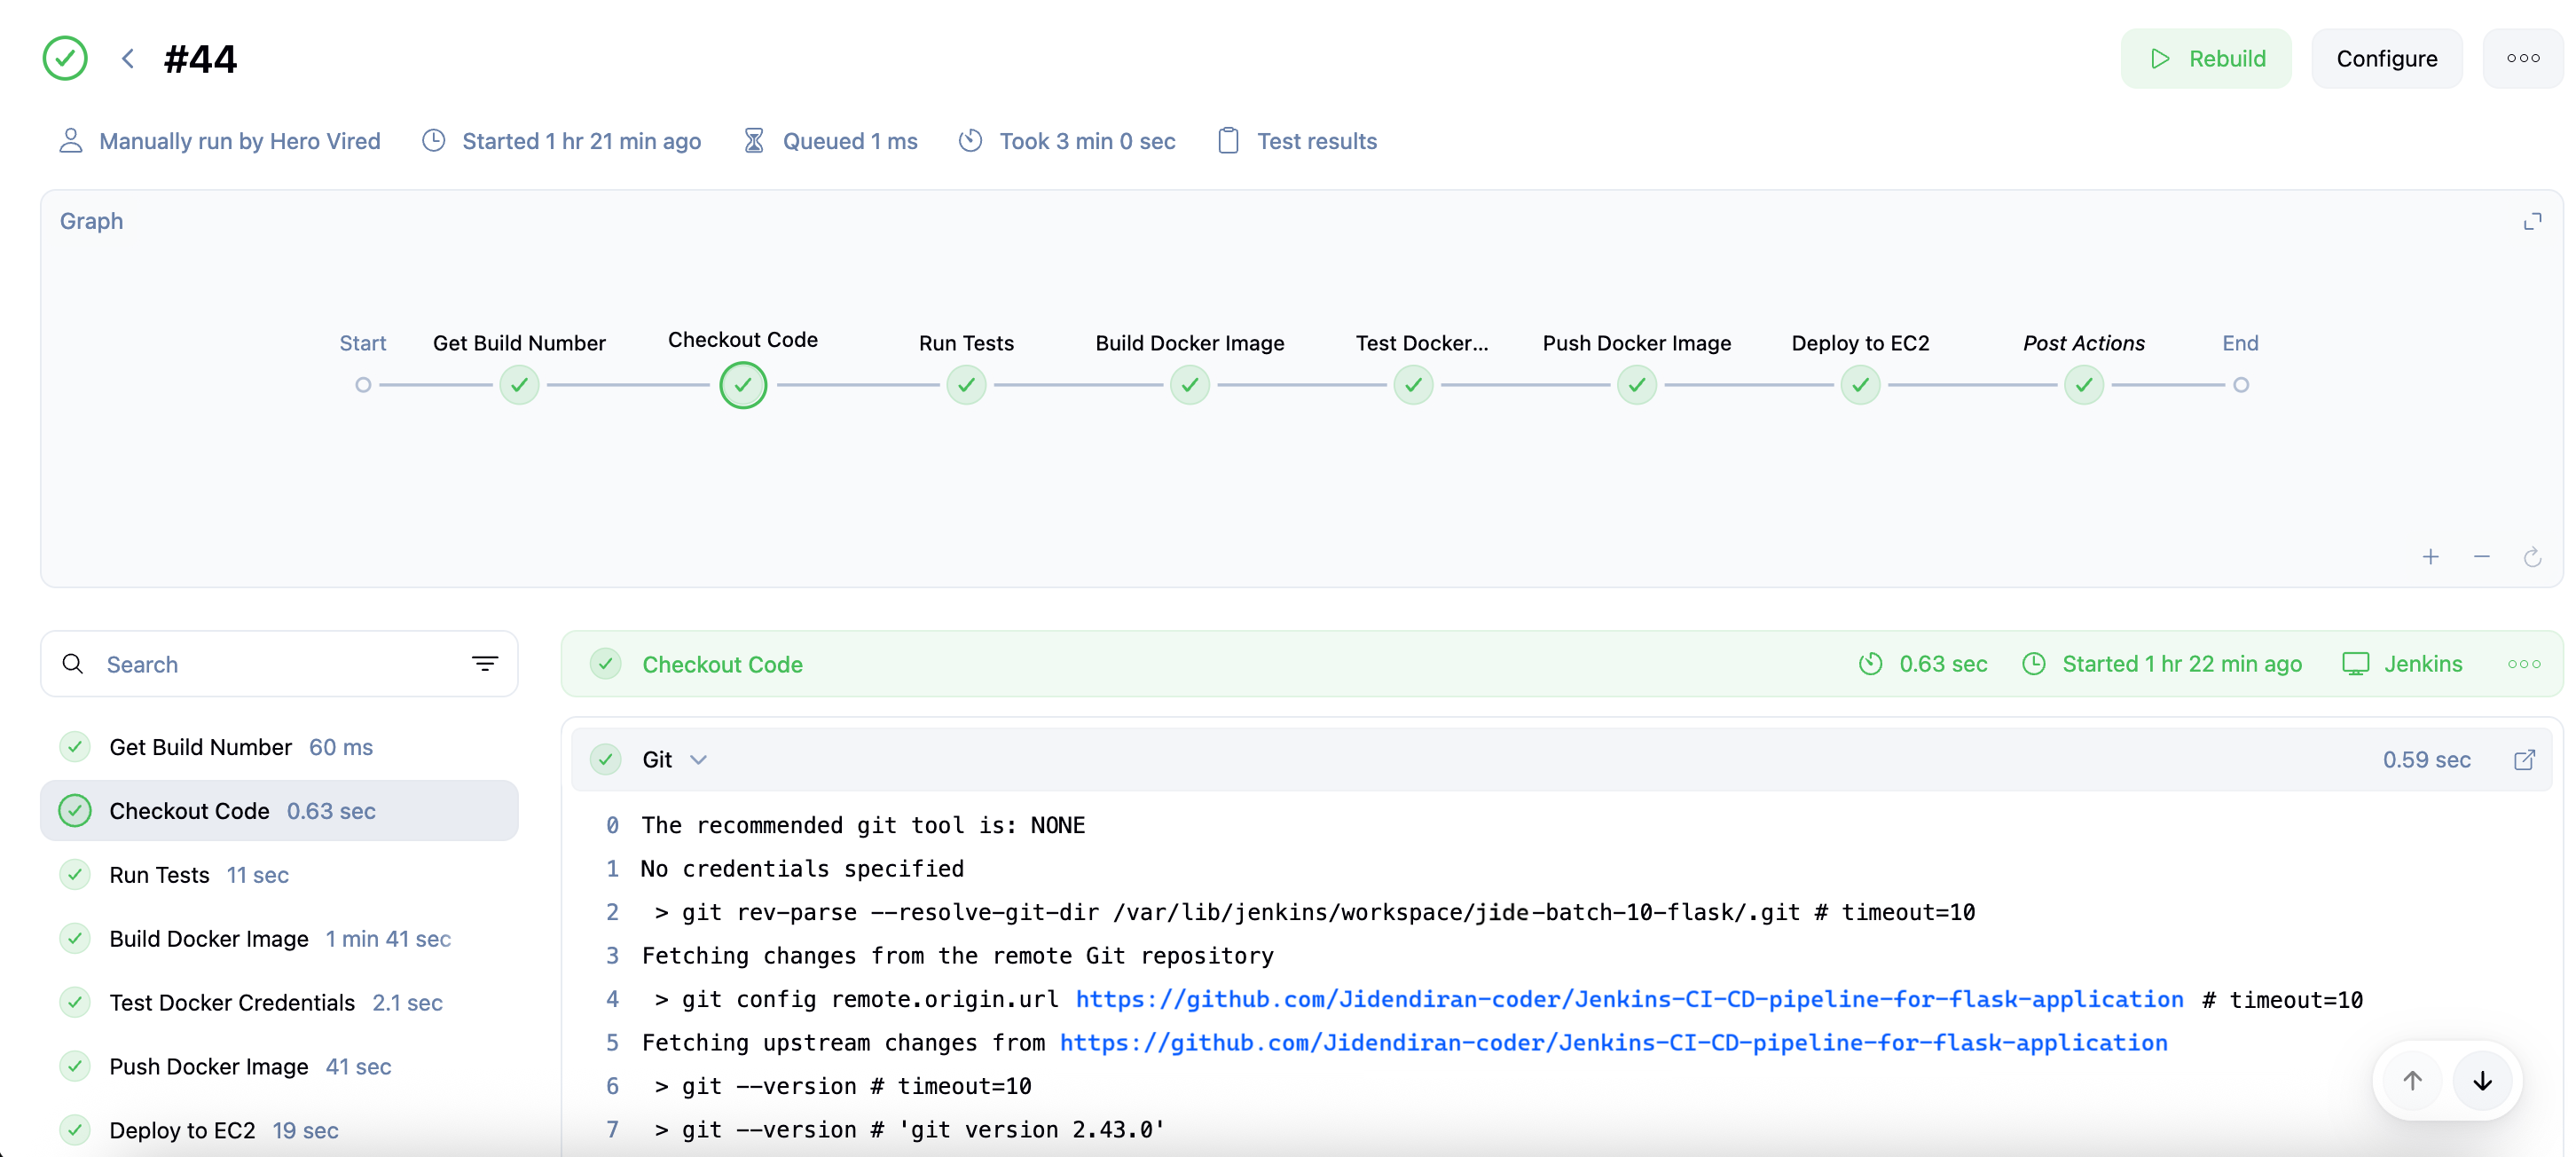 #44
Rebuild
Configure
Manually run by Hero Vired
Started 1 hr 21 min ago
Queued 1 ms
Took 3 min 0 sec
Test results
Graph
Start
Get Build Number
Checkout Code
Run Tests
Build Docker Image
Test Docker...
Push Docker Image
Deploy to EC2
Post Actions
End
Search
Get Build Number 60 ms
Checkout Code 0.63 sec
Run Tests 11 sec
Build Docker Image 1 min 41 sec
Test Docker Credentials 2.1 sec
Push Docker Image 41 sec
Deploy to EC2 19 sec
Checkout Code
0.63 sec
Started 1 hr 22 min ago
Jenkins
Git
0.59 sec
0 The recommended git tool is: NONE
1 No credentials specified
2 > git rev-parse --resolve-git-dir /var/lib/jenkins/workspace/jide-batch-10-flask/.git # timeout=10
3 Fetching changes from the remote Git repository
4 > git config remote.origin.url https://github.com/Jidendiran-coder/Jenkins-CI-CD-pipeline-for-flask-application # timeout=10
5 Fetching upstream changes from https://github.com/Jidendiran-coder/Jenkins-CI-CD-pipeline-for-flask-application
6 > git --version # timeout=10
7 > git --version # 'git version 2.43.0'